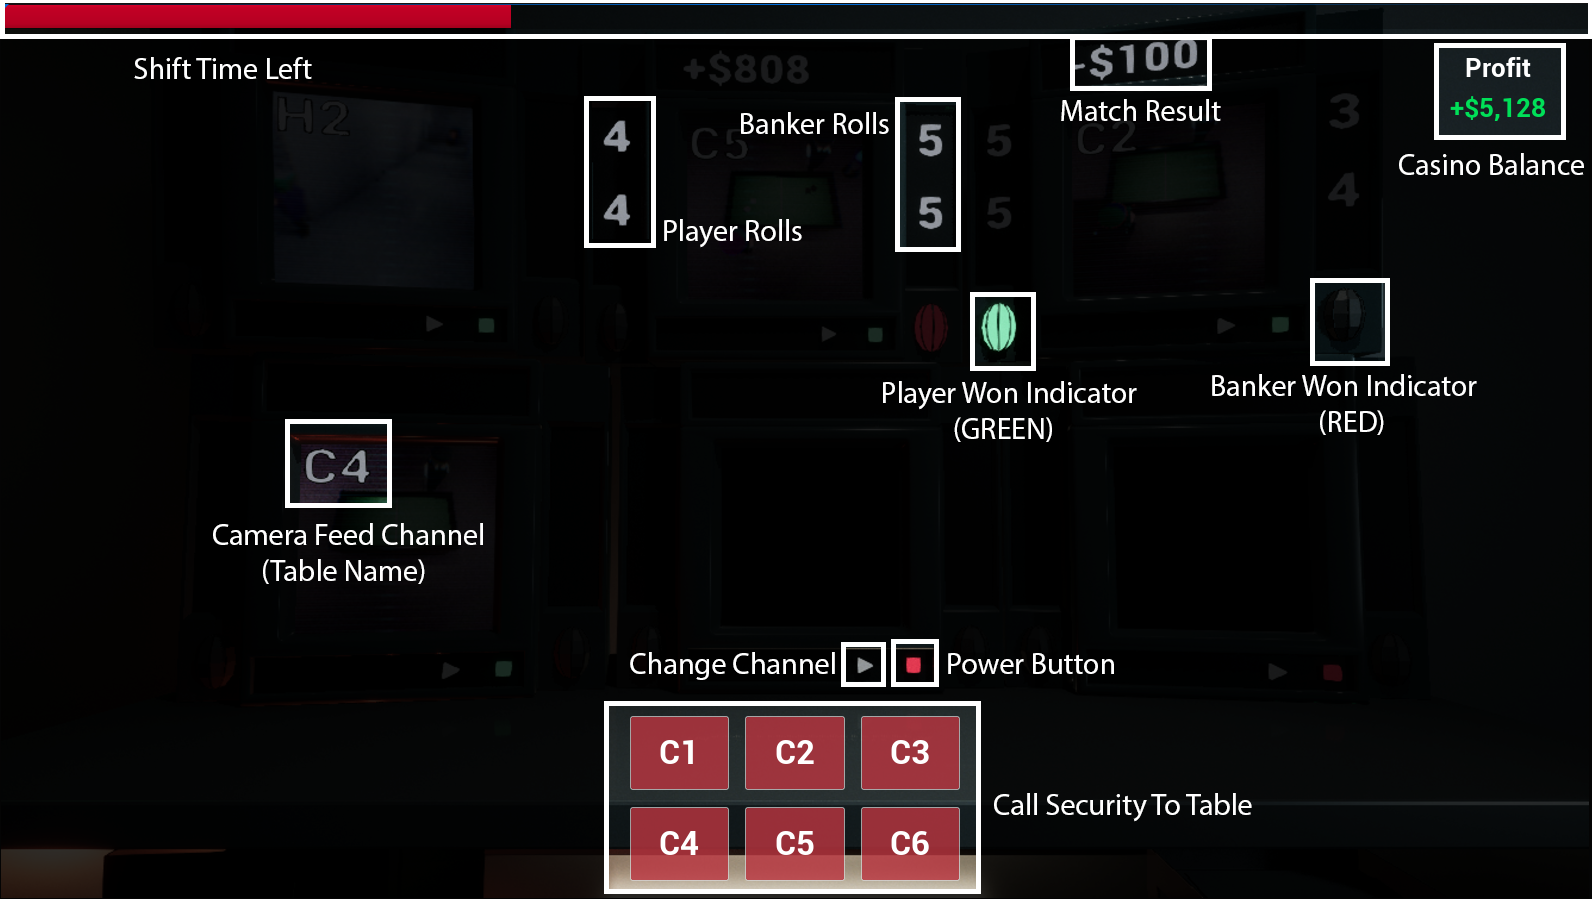 Shift Time Left
+$808
-$100
Match Result
Profit
+$5,128
Casino Balance
H2
4
4
Player Rolls
Banker Rolls
C5
5
5
5
5
C2
3
4
Player Won Indicator
(GREEN)
Banker Won Indicator
(RED)
C4
Camera Feed Channel
(Table Name)
Change Channel
Power Button
C1
C2
C3
C4
C5
C6
Call Security To Table